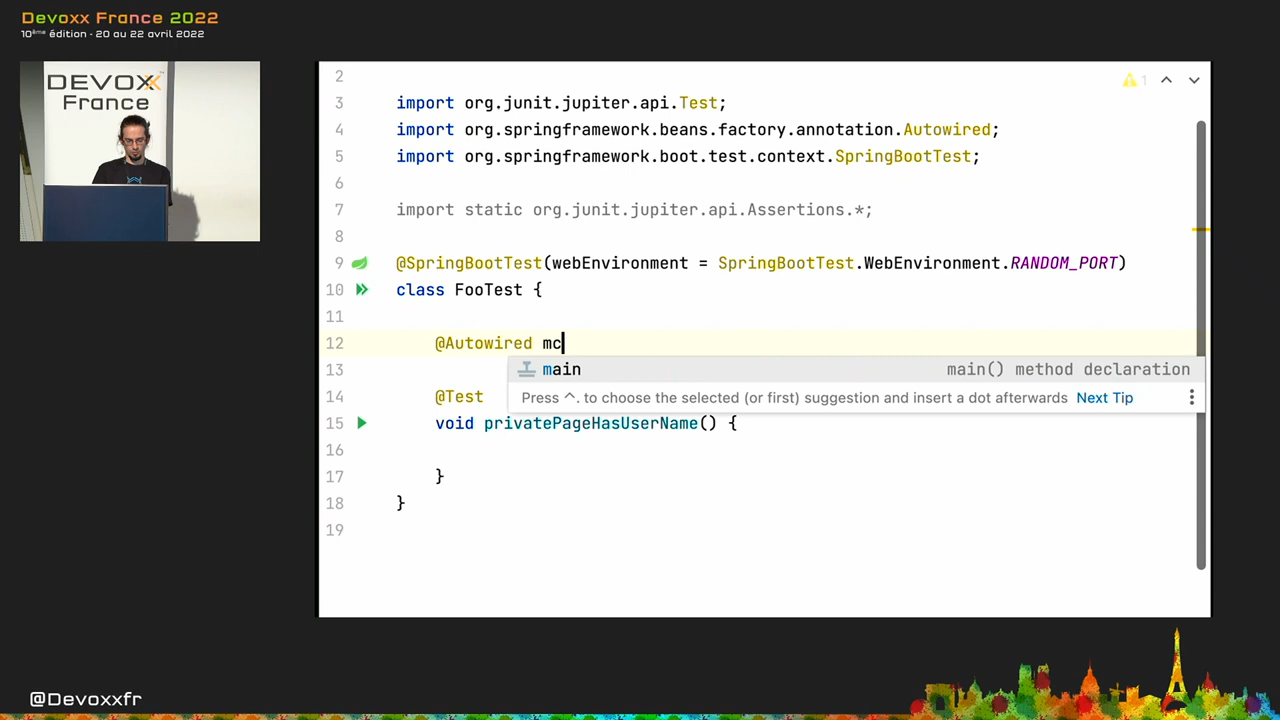 Devoxx France 2022
10ème édition - 20 au 22 avril 2022
DEVOXX™
France
2
1
3 import org.junit.jupiter.api.Test;
4 import org.springframework.beans.factory.annotation.Autowired;
5 import org.springframework.boot.test.context.SpringBootTest;
6
7 import static org.junit.jupiter.api.Assertions.*;
8
9 @SpringBootTest(webEnvironment = SpringBootTest.WebEnvironment.RANDOM_PORT)
10 class FooTest {
11
12 @Autowired mc
13 main main() method declaration
14 @Test Press ^. to choose the selected (or first) suggestion and insert a dot afterwards Next Tip
15 void privatePageHasUserName() {
16
17 }
18 }
19
@Devoxxfr